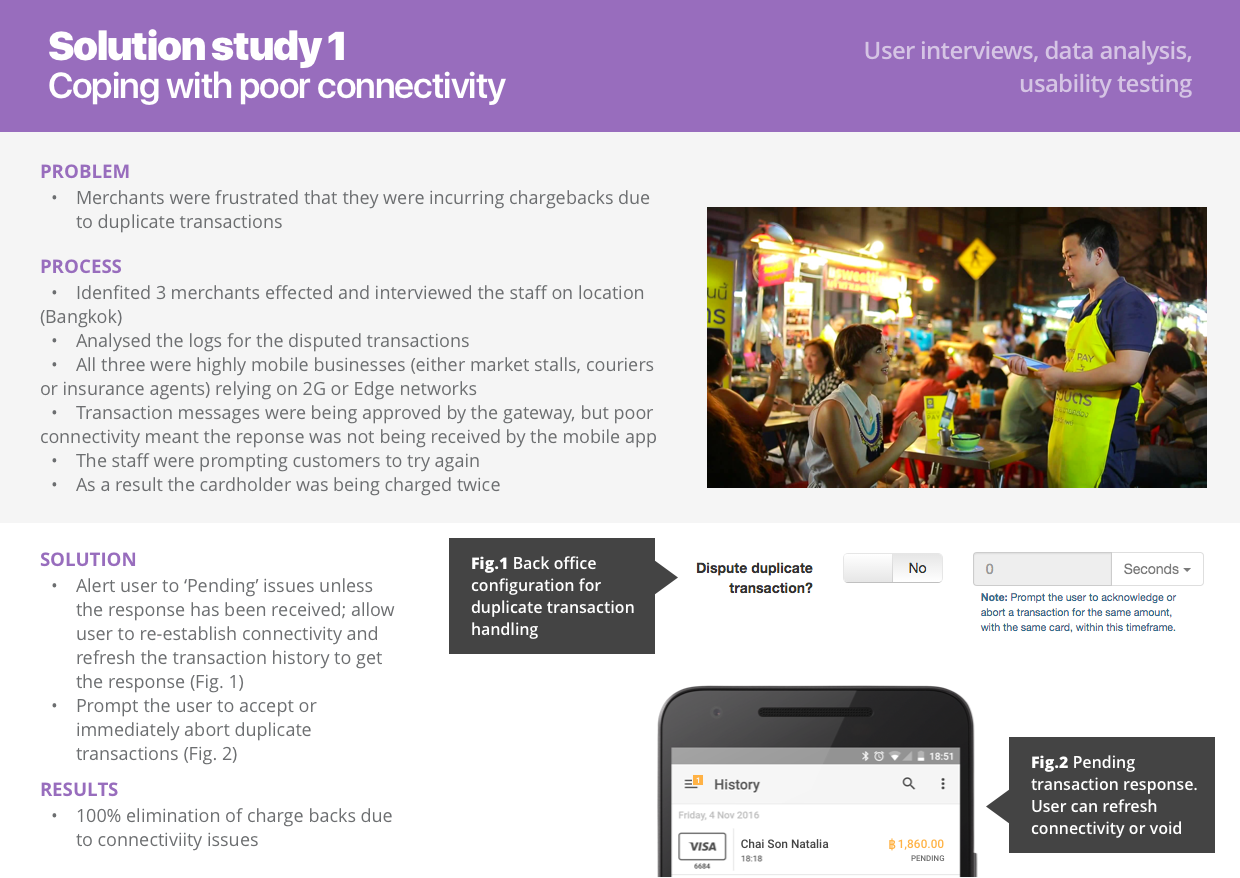 Solution study 1
Coping with poor connectivity
User interviews, data analysis,
usability testing
PROBLEM
• Merchants were frustrated that they were incurring chargebacks due
to duplicate transactions
PROCESS
• Idenfited 3 merchants effected and interviewed the staff on location
(Bangkok)
• Analysed the logs for the disputed transactions
• All three were highly mobile businesses (either market stalls, couriers
or insurance agents) relying on 2G or Edge networks
• Transaction messages were being approved by the gateway, but poor
connectivity meant the reponse was not being received by the mobile app
• The staff were prompting customers to try again
• As a result the cardholder was being charged twice
PAY
SOLUTION
• Alert user to ‘Pending’ issues unless
the response has been received; allow
user to re-establish connectivity and
refresh the transaction history to get
the response (Fig. 1)
• Prompt the user to accept or
immediately abort duplicate
transactions (Fig. 2)
RESULTS
• 100% elimination of charge backs due
to connectiviity issues
Fig.1 Back office
configuration for
duplicate transaction
handling
Dispute duplicate
transaction?
No
0
Seconds
Note: Prompt the user to acknowledge or
abort a transaction for the same amount,
with the same card, within this timeframe.
18:51
History
Friday, 4 Nov 2016
VISA
6684
Chai Son Natalia
18:18
฿ 1,860.00
PENDING
Fig.2 Pending
transaction response.
User can refresh
connectivity or void